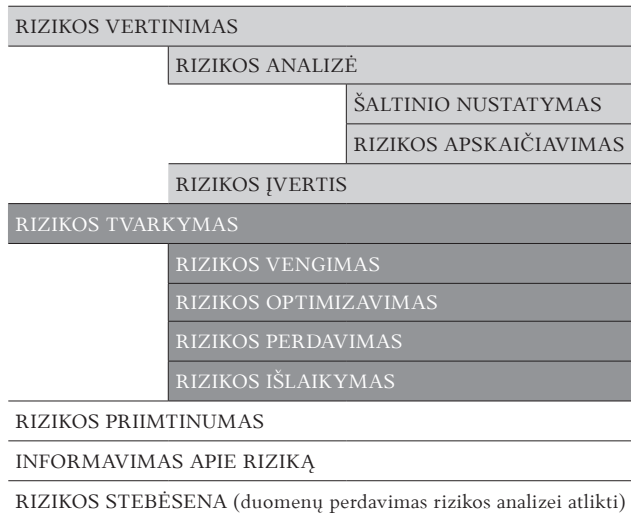 RIZIKOS VERTINIMAS
RIZIKOS ANALIZĖ
ŠALTINIO NUSTATYMAS
RIZIKOS APSKAIČIAVIMAS
RIZIKOS ĮVERTIS
RIZIKOS TVARKYMAS
RIZIKOS VENGIMAS
RIZIKOS OPTIMIZAVIMAS
RIZIKOS PERDAVIMAS
RIZIKOS IŠLAIKYMAS
RIZIKOS PRIIMTINUMAS
INFORMAVIMAS APIE RIZIKĄ
RIZIKOS STEBĖSENA (duomenų perdavimas rizikos analizei atlikti)